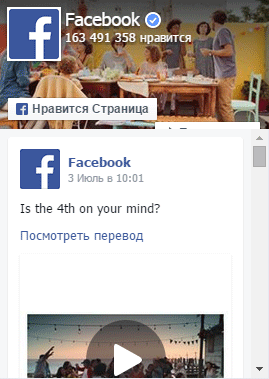 Facebook
163 491 358 нравится
Нравится Страница
Facebook
3 Июль в 10:01
Is the 4th on your mind?
Посмотреть перевод